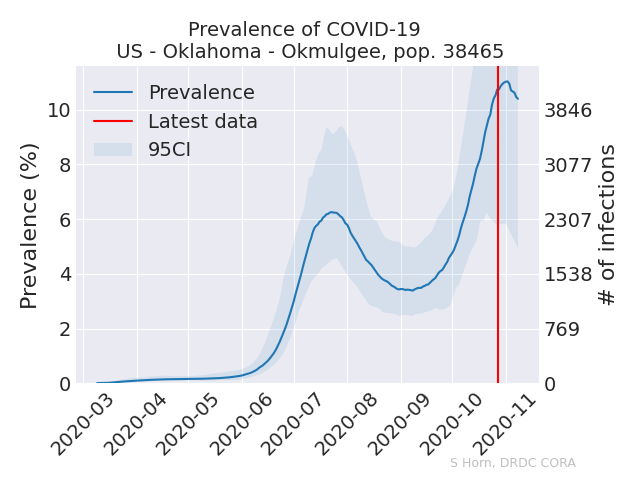 Prevalence of COVID-19
US - Oklahoma - Okmulgee, pop. 38465
Prevalence
Latest data
95CI
Prevalence (%)
10
8
6
4
2
0
3846
3077
2307
1538
769
0
# of infections
2020-03
2020-04
2020-05
2020-06
2020-07
2020-08
2020-09
2020-10
2020-11
S Horn, DRDC CORA